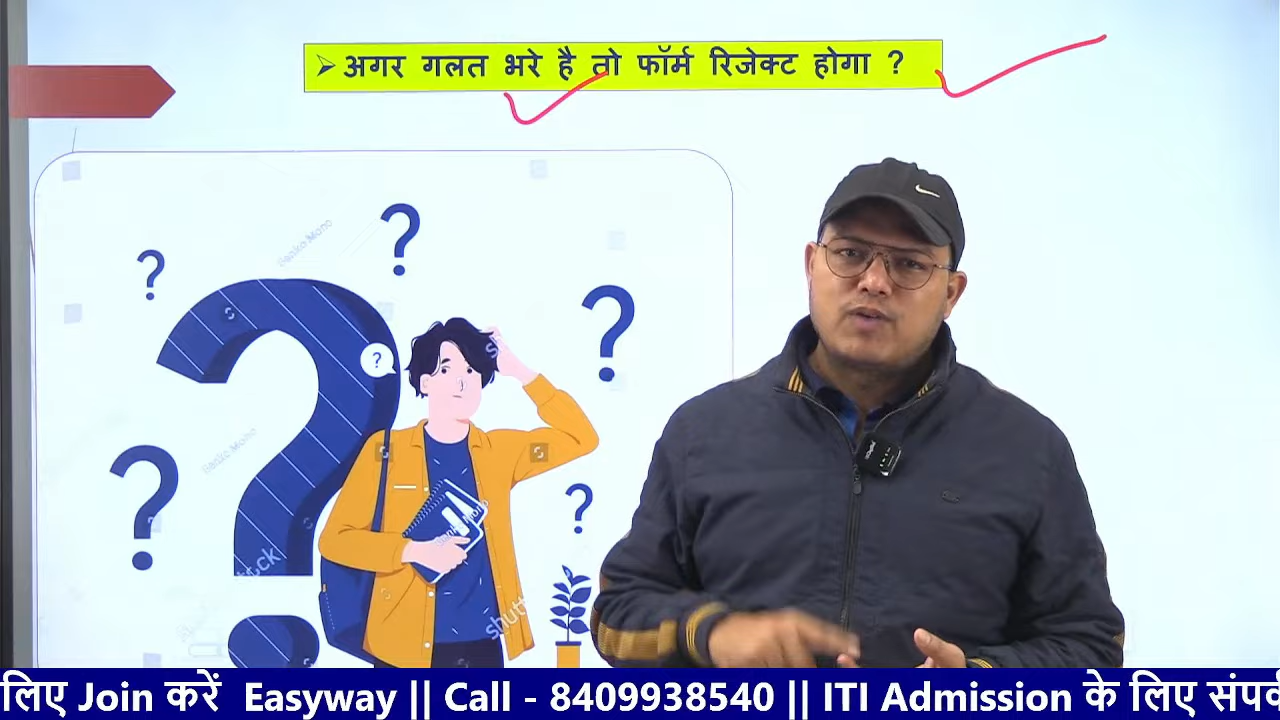 ➢ अगर गलत भरे है तो फॉर्म रिजेक्ट होगा ?
लिए Join करें Easyway || Call - 8409938540 || ITI Admission के लिए संपर्क